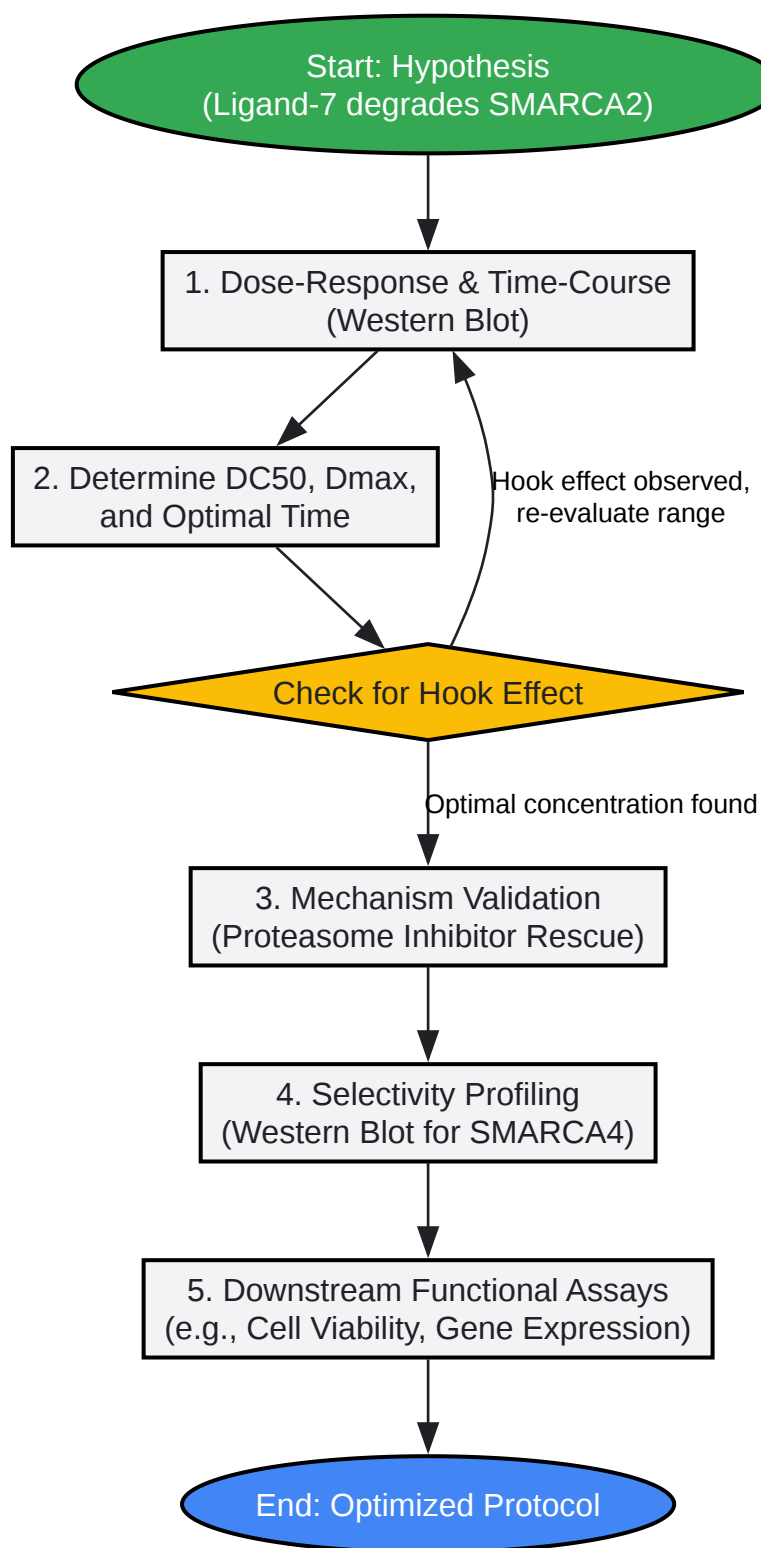 Start: Hypothesis
(Ligand-7 degrades SMARCA2)
1. Dose-Response & Time-Course
(Western Blot)
2. Determine DC50, Dmax,
and Optimal Time
Hook effect observed,
re-evaluate range
Check for Hook Effect
Optimal concentration found
3. Mechanism Validation
(Proteasome Inhibitor Rescue)
4. Selectivity Profiling
(Western Blot for SMARCA4)
5. Downstream Functional Assays
(e.g., Cell Viability, Gene Expression)
End: Optimized Protocol